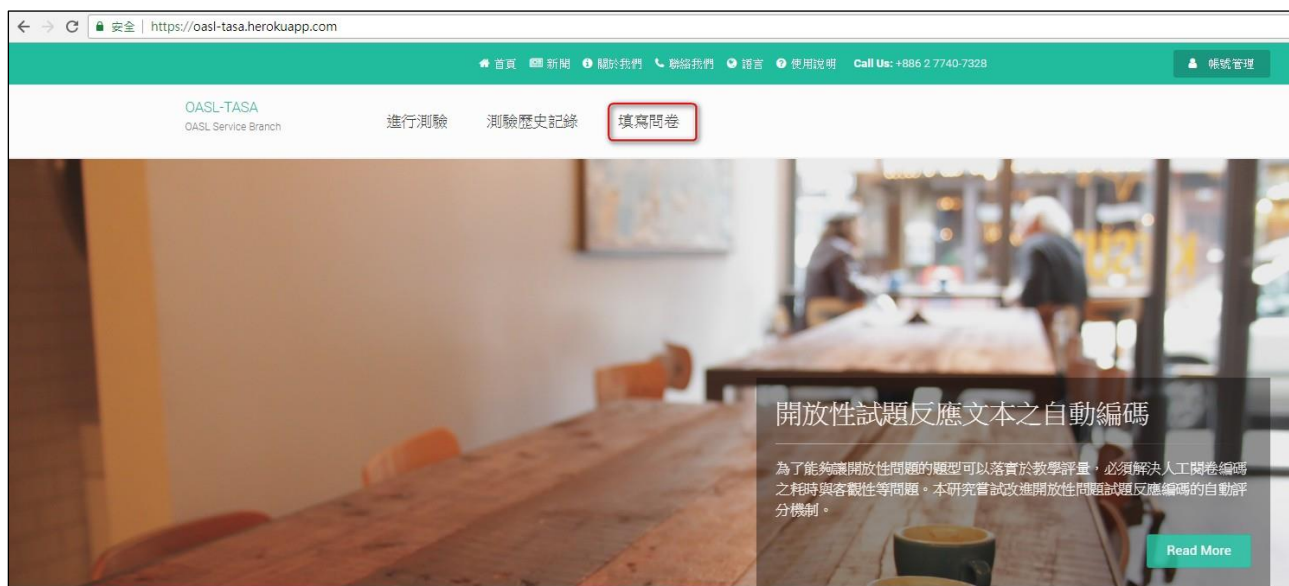 安全 | https://oasl-tasa.herokuapp.com
首頁 新聞 關於我們 聯絡我們 語言 使用說明 Call Us: +886 2 7740-7328 帳號管理
OASL-TASA
OASL Service Branch
進行測驗 測驗歷史記錄 填寫問卷
開放性試題反應文本之自動編碼
為了能夠讓開放性問題的題型可以落實於教學評量，必須解決人工閱卷編碼
之耗時與客觀性等問題。本研究嘗試改進開放性問題試題反應編碼的自動評
分機制。
Read More